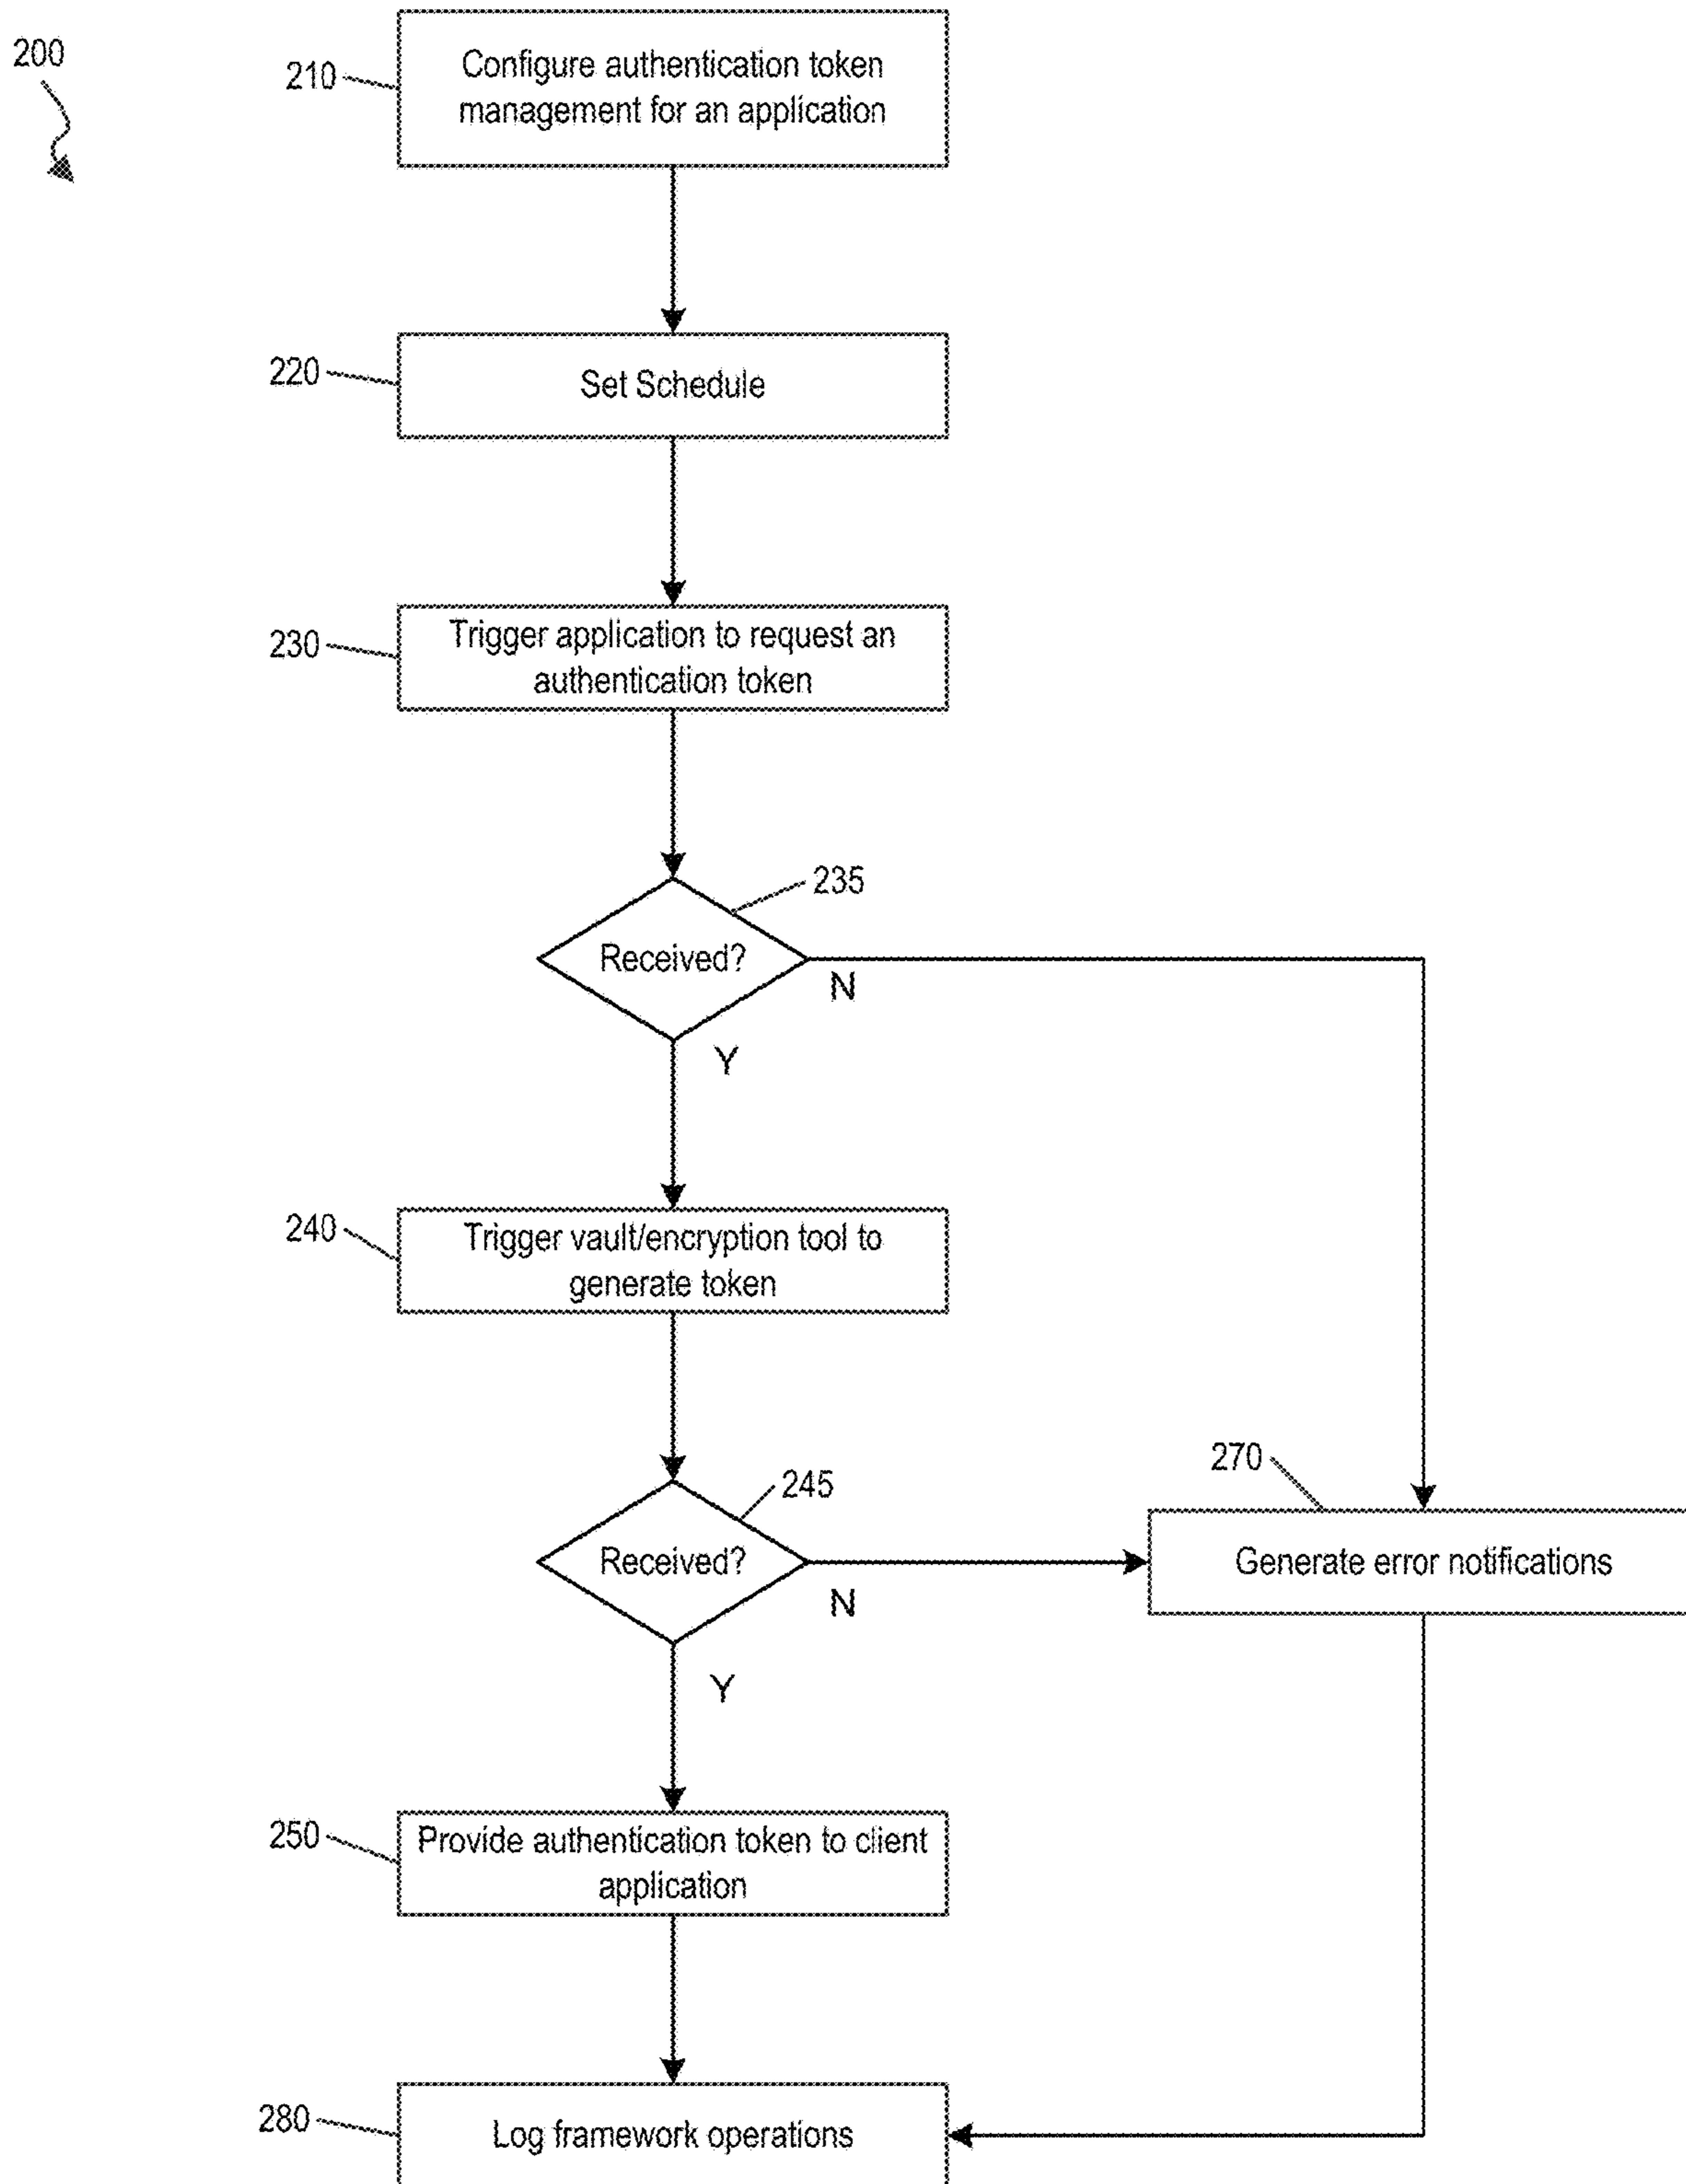 200
210
Configure authentication token
management for an application
220
Set Schedule
230
Trigger application to request an
authentication token
235
Received?
N
Y
240
Trigger vault/encryption tool to
generate token
245
270
Received?
Generate error notifications
N
Y
250
Provide authentication token to client
application
280
Log framework operations